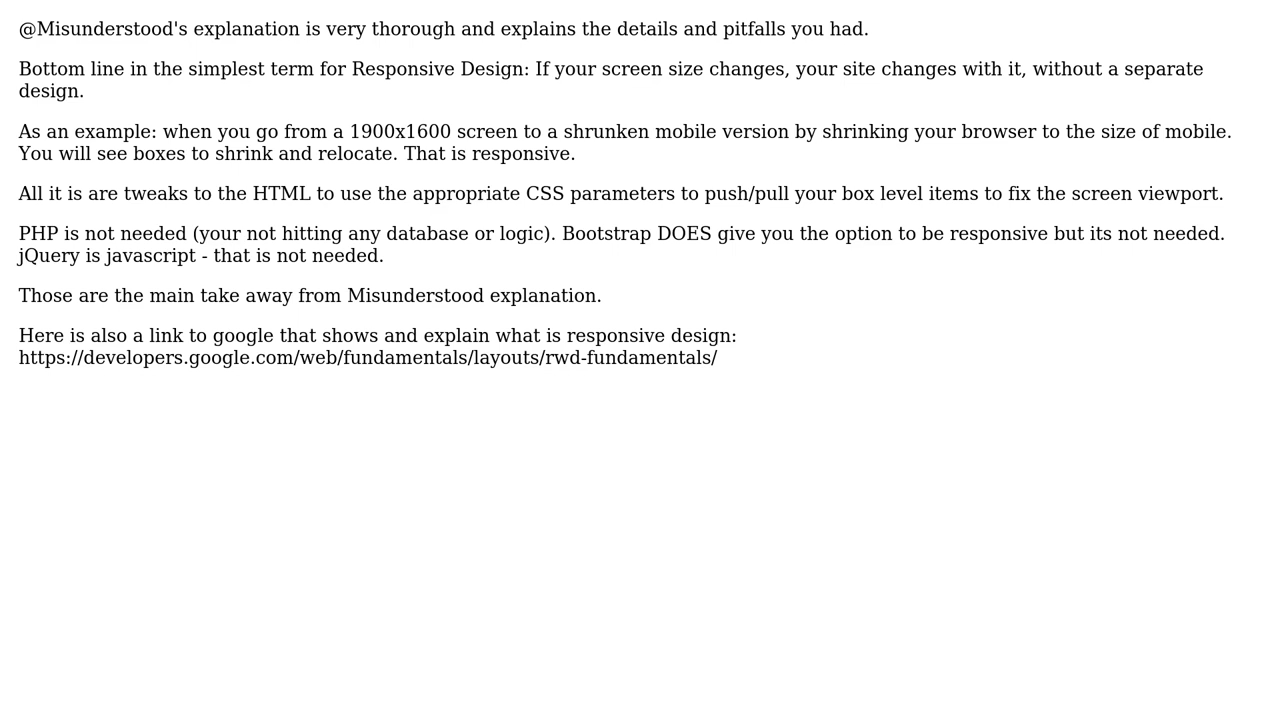 @Misunderstood's explanation is very thorough and explains the details and pitfalls you had.
Bottom line in the simplest term for Responsive Design: If your screen size changes, your site changes with it, without a separate
design.
As an example: when you go from a 1900x1600 screen to a shrunken mobile version by shrinking your browser to the size of mobile.
You will see boxes to shrink and relocate. That is responsive.
All it is are tweaks to the HTML to use the appropriate CSS parameters to push/pull your box level items to fix the screen viewport.
PHP is not needed (your not hitting any database or logic). Bootstrap DOES give you the option to be responsive but its not needed.
jQuery is javascript - that is not needed.
Those are the main take away from Misunderstood explanation.
Here is also a link to google that shows and explain what is responsive design:
https://developers.google.com/web/fundamentals/layouts/rwd-fundamentals/